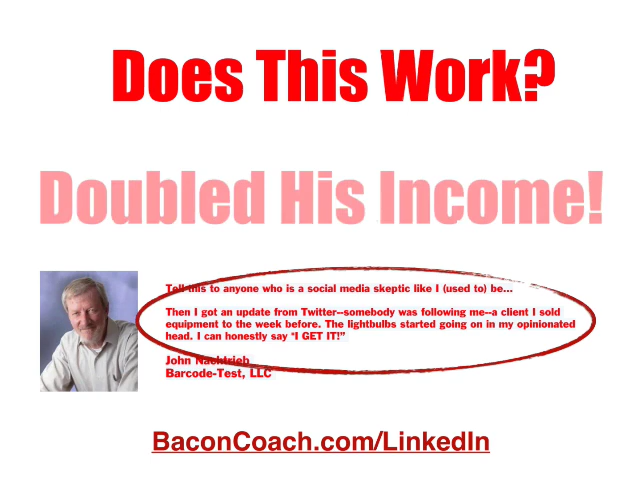 Does This Work?
Doubled His Income!
Tell this to anyone who is a social media skeptic like I (used to) be...
Then I got an update from Twitter--somebody was following me--a client I sold
equipment to the week before. The lightbulbs started going on in my opinionated
head. I can honestly say "I GET IT!"
John Nachtrieb
Barcode-Test, LLC
BaconCoach.com/LinkedIn